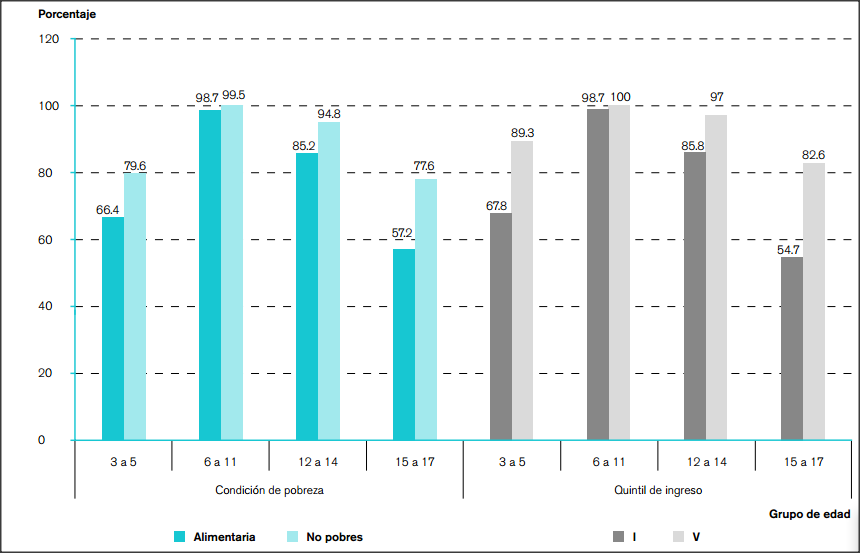 Porcentaje
120
100
80
60
40
20
0
66.4 79.6 98.7 99.5 85.2 94.8 57.2 77.6 67.8 89.3 98.7 100 85.8 97 54.7 82.6
3 a 5 6 a 11 12 a 14 15 a 17 3 a 5 6 a 11 12 a 14 15 a 17
Condición de pobreza Quintil de ingreso
Grupo de edad
Alimentaria No pobres I V